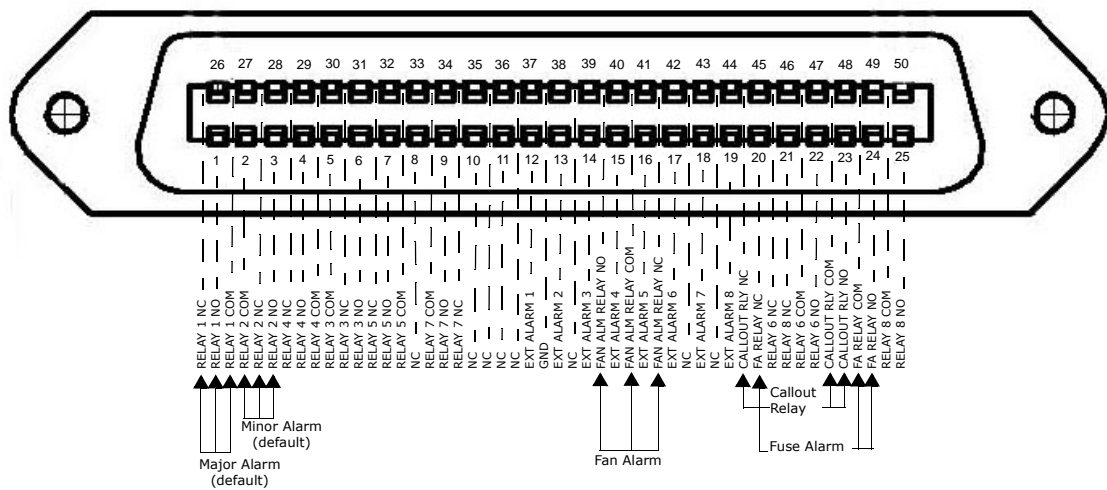 26 27 28 29 30 31 32 33 34 35 36 37 38 39 40 41 42 43 44 45 46 47 48 49 50
1 2 3 4 5 6 7 8 9 10 11 12 13 14 15 16 17 18 19 20 21 22 23 24 25
RELAY 1 NC
RELAY 1 NO
RELAY 1 COM
RELAY 2 COM
RELAY 2 NC
RELAY 2 NO
RELAY 4 NC
RELAY 4 NO
RELAY 4 COM
RELAY 3 COM
RELAY 3 NC
RELAY 3 NO
RELAY 5 NC
RELAY 5 NO
RELAY 5 COM
NC
RELAY 7 COM
RELAY 7 NO
RELAY 7 NC
NC
NC
NC
NC
EXT ALARM 1
GND
EXT ALARM 2
NC
EXT ALARM 3
FAN ALM RELAY NO
EXT ALARM 4
FAN ALM RELAY COM
EXT ALARM 5
FAN ALM RELAY NC
EXT ALARM 6
NC
EXT ALARM 7
NC
EXT ALARM 8
CALLOUT RLY NC
FA RELAY NC
RELAY 6 NC
RELAY 8 NC
RELAY 6 COM
RELAY 6 NO
CALLOUT RLY COM
CALLOUT RLY NO
FA RELAY COM
FA RELAY NO
RELAY 8 COM
RELAY 8 NO
Minor Alarm
(default)
Major Alarm
(default)
Fan Alarm
Callout
Relay
Fuse Alarm